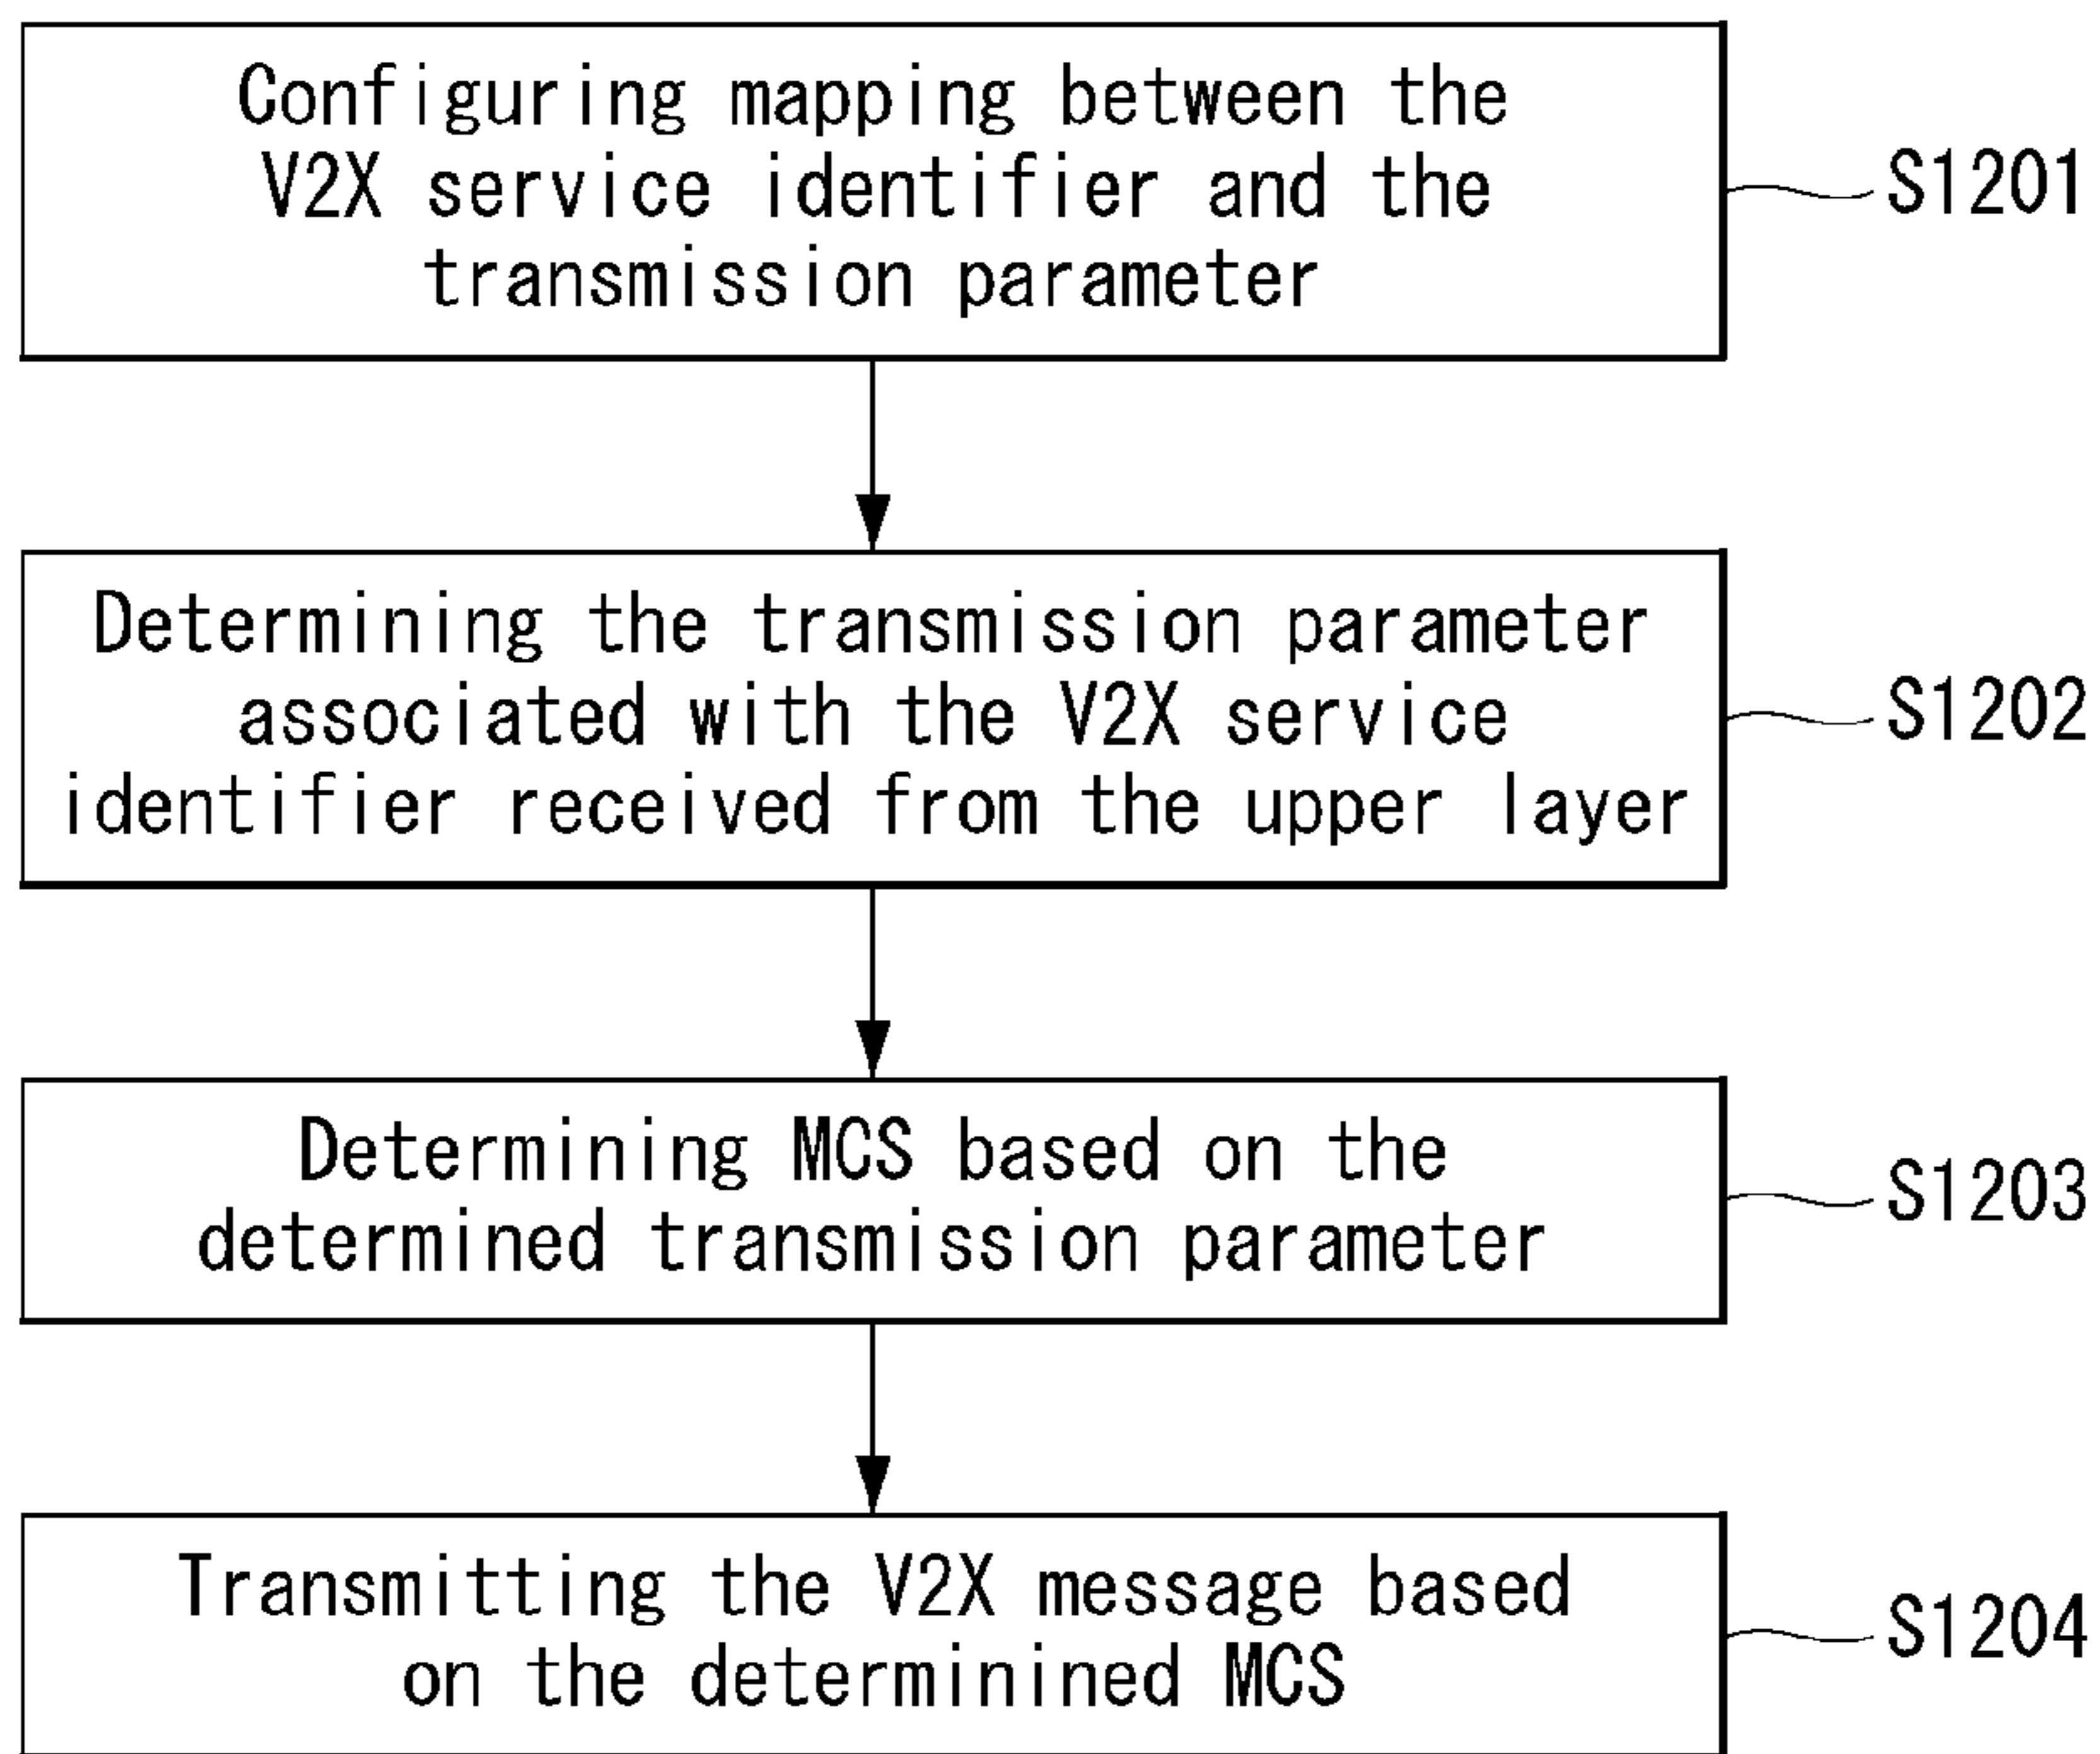 Configuring mapping between the
V2X service identifier and the
transmission parameter
S1201
Determining the transmission parameter
associated with the V2X service
identifier received from the upper layer
S1202
Determining MCS based on the
determined transmission parameter
S1203
Transmitting the V2X message based
on the determinined MCS
S1204